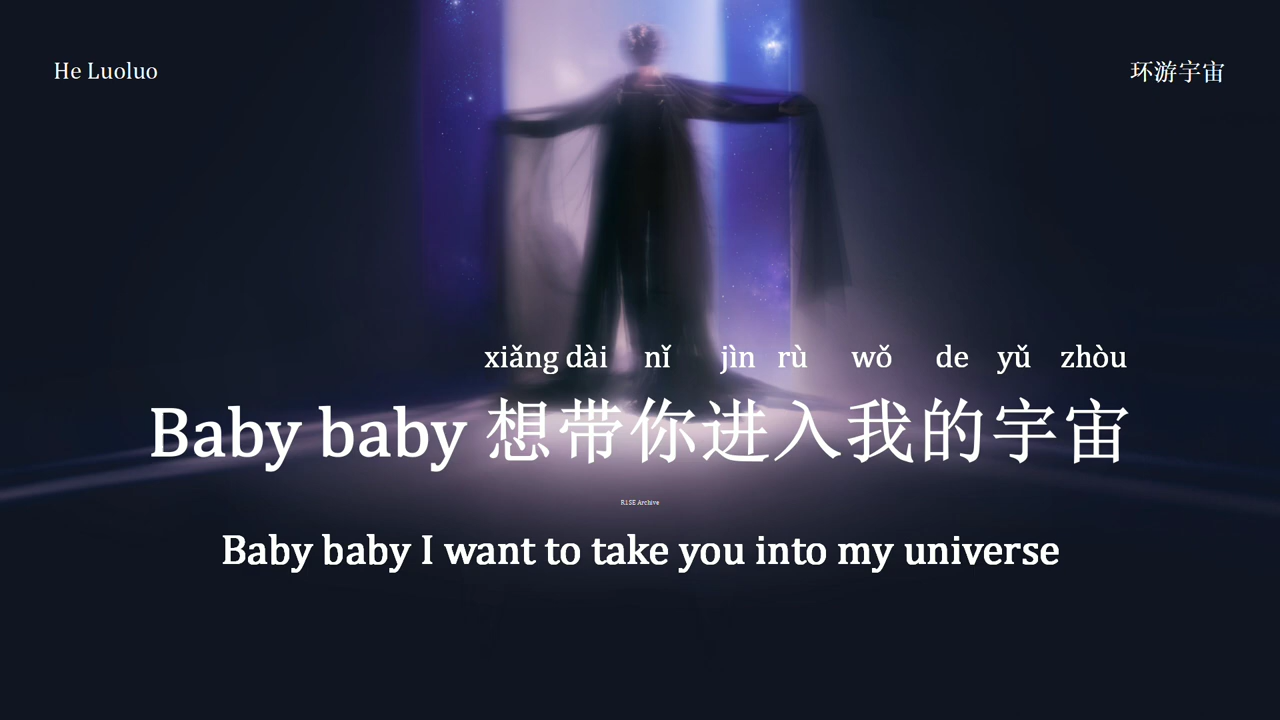 He Luoluo
环游宇宙
xiǎng dài nǐ jìn rù wǒ de yǔ zhòu
Baby baby 想带你进入我的宇宙
R1SE Archive
Baby baby I want to take you into my universe